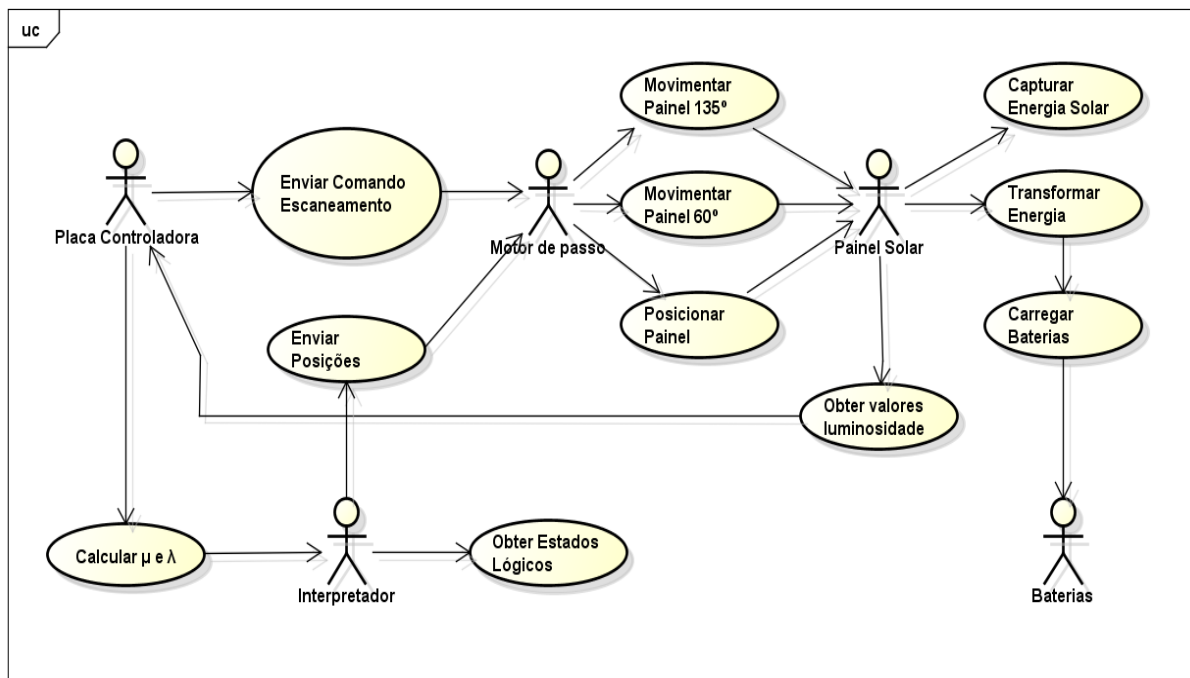 uc
Movimentar
Painel 135º
Capturar
Energia Solar
Enviar Comando
Escaneamento
Movimentar
Painel 60º
Transformar
Energia
Placa Controladora
Motor de passo
Painel Solar
Enviar
Posições
Posicionar
Painel
Carregar
Baterias
Obter valores
luminosidade
Calcular μ e λ
Obter Estados
Lógicos
Interpretador
Baterias